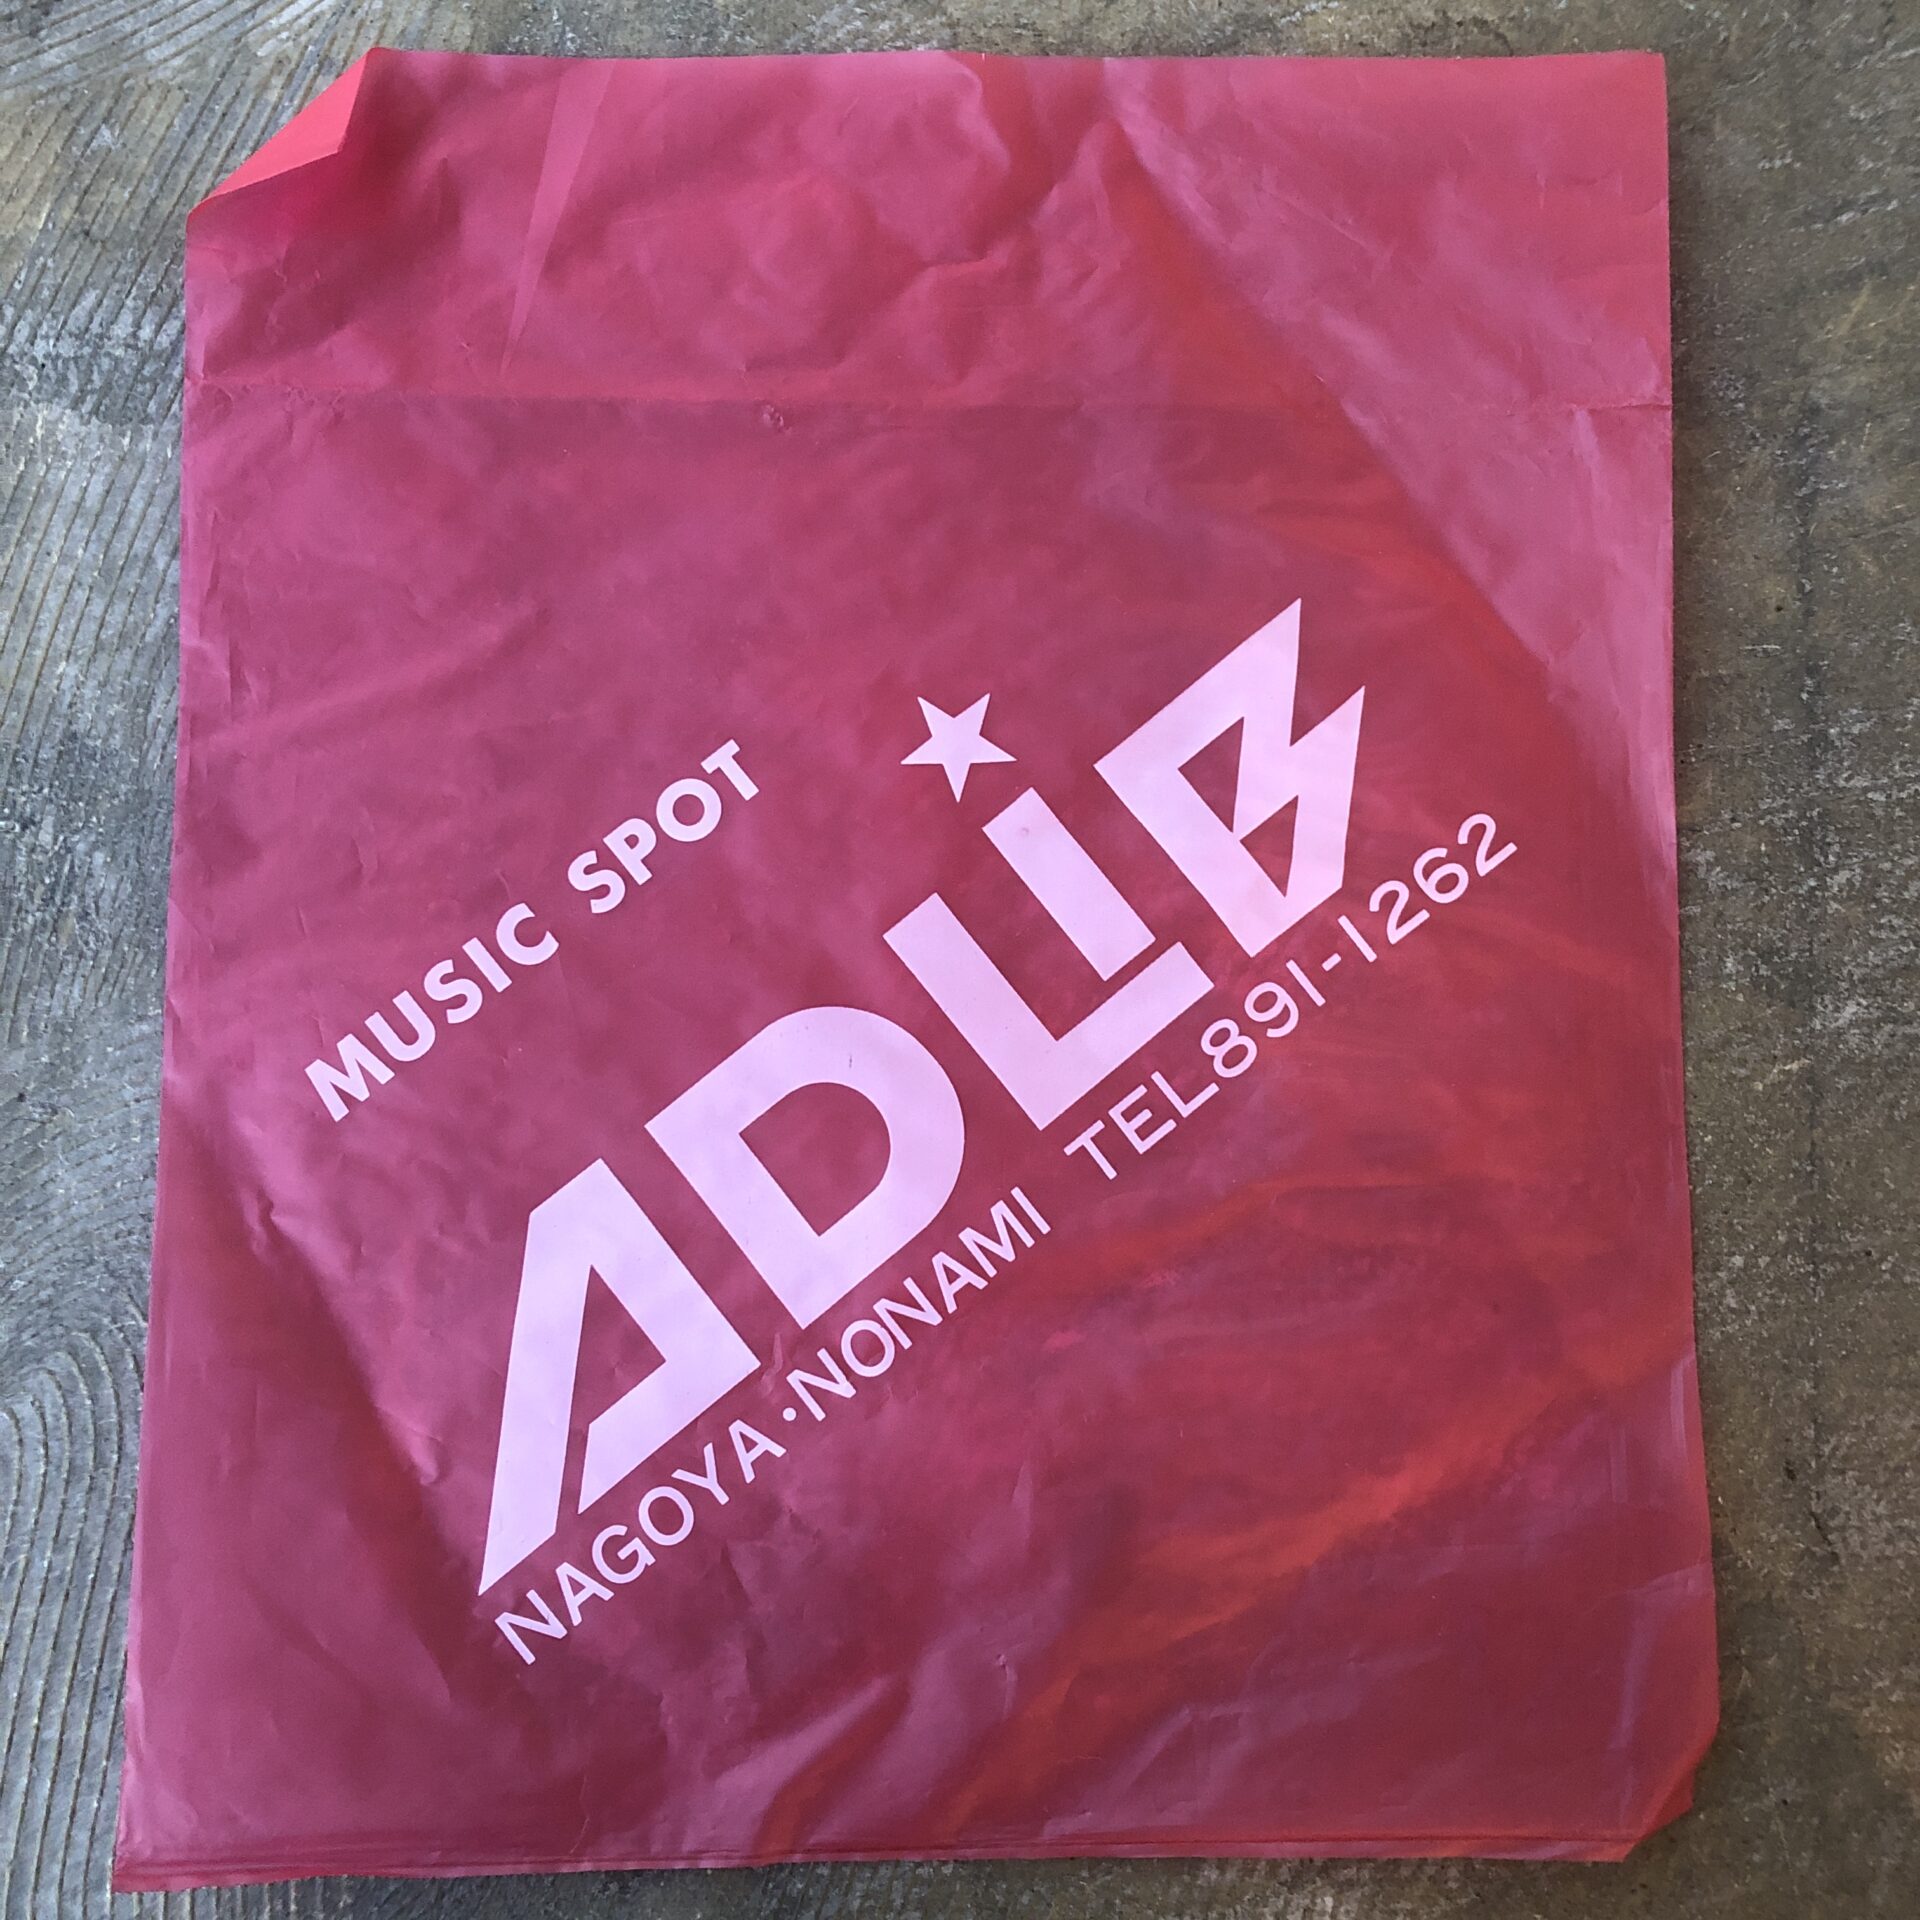 MUSIC SPOT
ADLIB
NAGOYA・NONAMI TEL891-1262